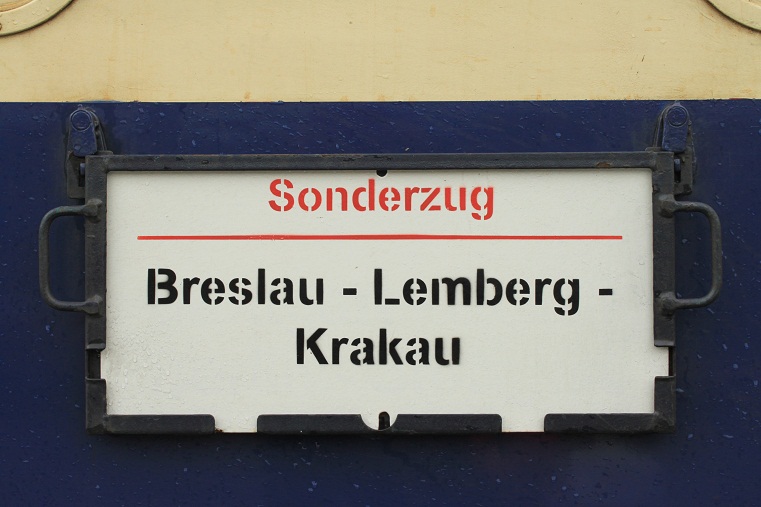 Sonderzug
Breslau - Lemberg -
Krakau